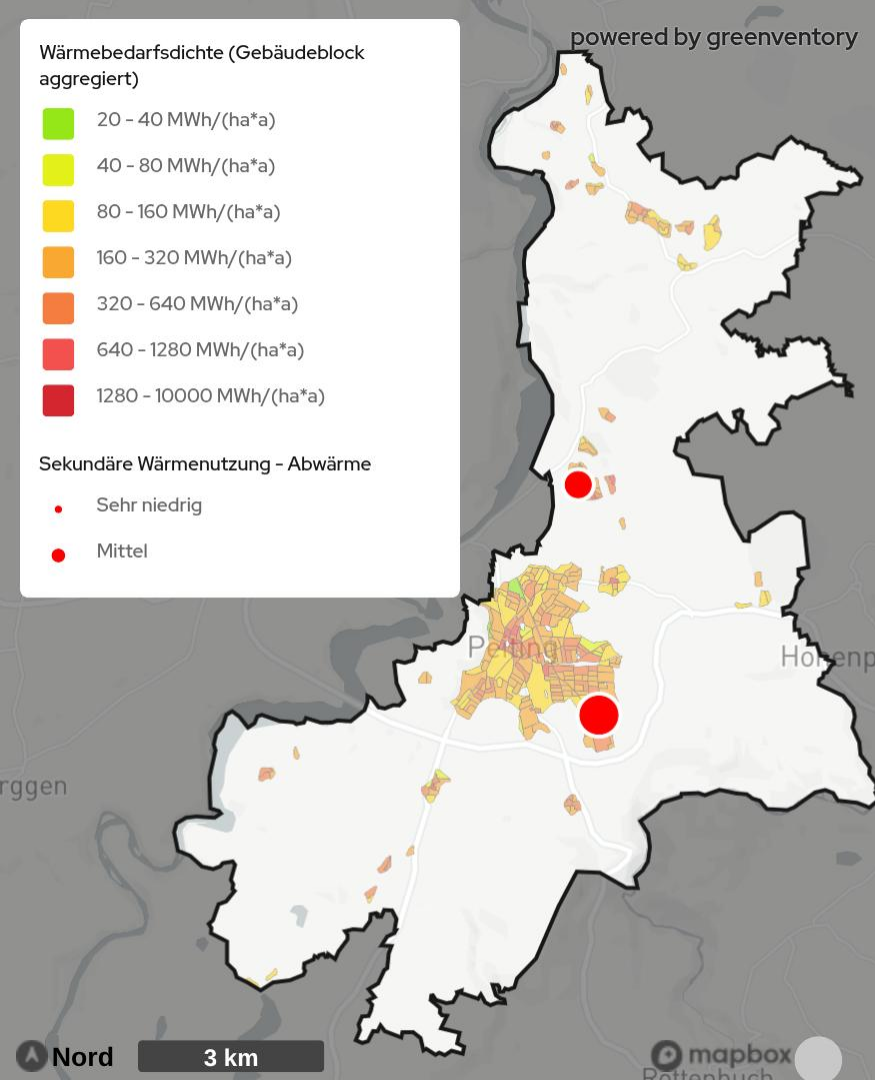 powered by greenventory
Wärmebedarfsdichte (Gebäudeblock
aggregiert)
20 - 40 MWh/(ha*a)
40 - 80 MWh/(ha*a)
80 - 160 MWh/(ha*a)
160 - 320 MWh/(ha*a)
320 - 640 MWh/(ha*a)
640 - 1280 MWh/(ha*a)
1280 - 10000 MWh/(ha*a)
Sekundäre Wärmenutzung - Abwärme
Sehr niedrig
Mittel
Peiting
Hohenp
rggen
Nord
3 km
mapbox
Rottenbuch